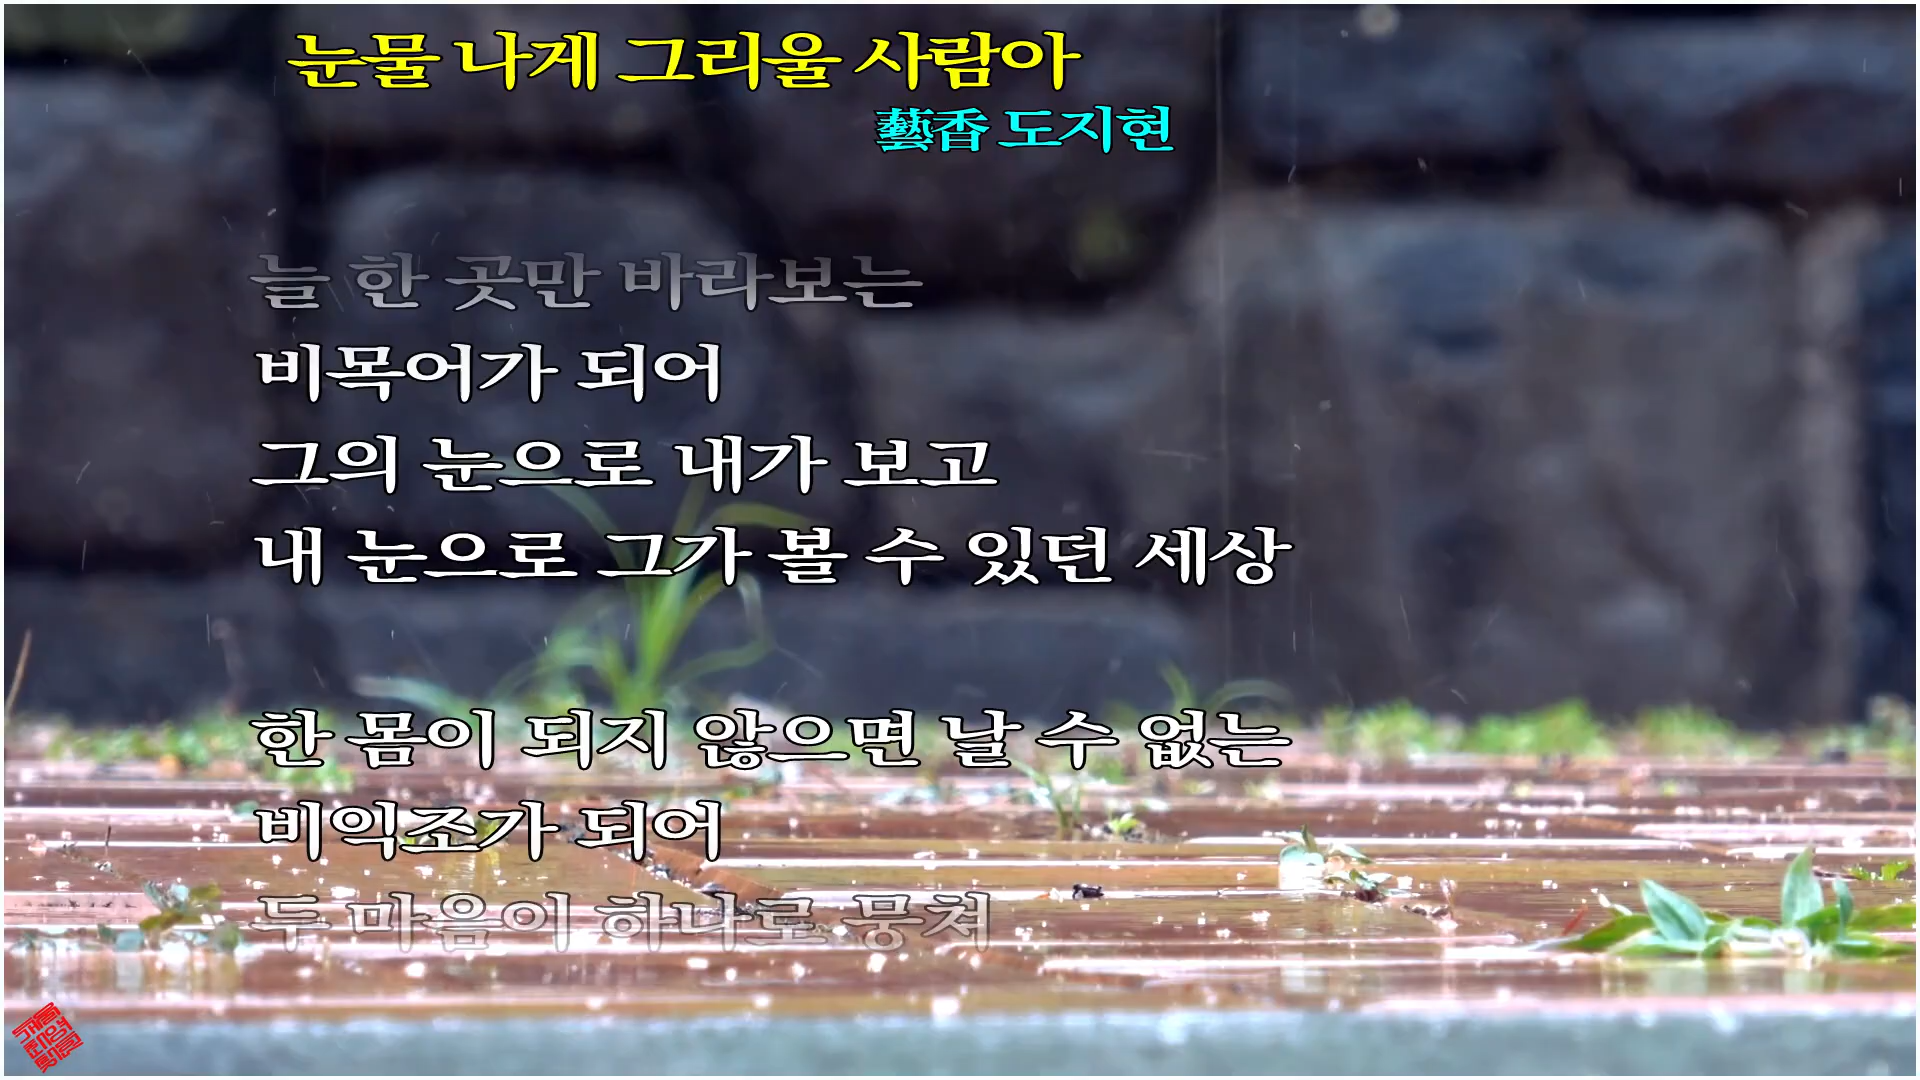 눈물 나게 그리울 사람아
藝香 도지현
늘 한 곳만 바라보는
비목어가 되어
그의 눈으로 내가 보고
내 눈으로 그가 볼 수 있던 세상
한 몸이 되지 않으면 날 수 없는
비익조가 되어
두 마음이 하나로 뭉쳐